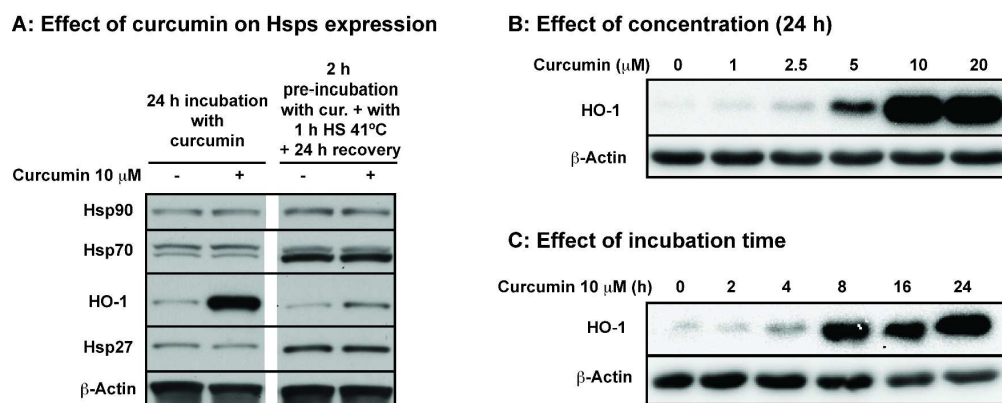 A: Effect of curcumin on Hsps expression
24 h incubation
with
curcumin
2 h
pre-incubation
with cur. + with
1 h HS 41ºC
+ 24 h recovery
Curcumin 10 μM - + - +
Hsp90
Hsp70
HO-1
Hsp27
β-Actin
B: Effect of concentration (24 h)
Curcumin (μM) 0 1 2.5 5 10 20
HO-1
β-Actin
C: Effect of incubation time
Curcumin 10 μM (h) 0 2 4 8 16 24
HO-1
β-Actin